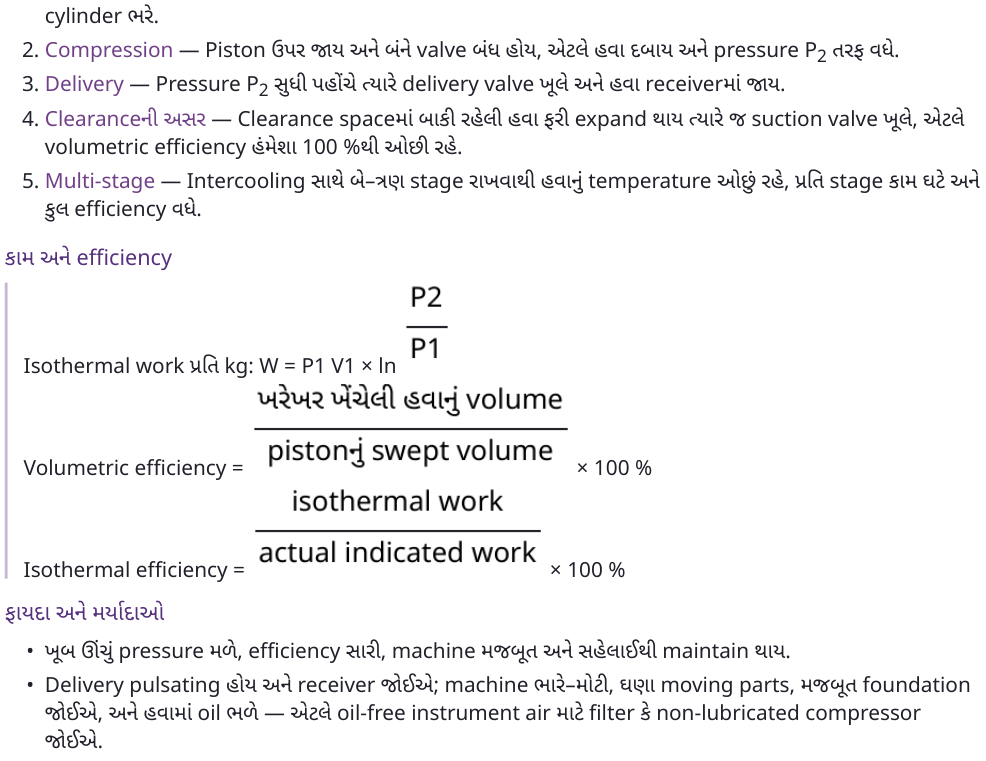 cylinder ભરે.
2. Compression — Piston ઉપર જાય અને બંને valve બંધ હોય, એટલે હવા દબાય અને pressure P2 તરફ વધે.
3. Delivery — Pressure P2 સુધી પહોંચે ત્યારે delivery valve ખૂલે અને હવા receiverમાં જાય.
4. Clearanceની અસર — Clearance spaceમાં બાકી રહેલી હવા ફરી expand થાય ત્યારે જ suction valve ખૂલે, એટલે
volumetric efficiency હંમેશા 100 %થી ઓછી રહે.
5. Multi-stage — Intercooling સાથે બે–ત્રણ stage રાખવાથી હવાનું temperature ઓછું રહે, પ્રતિ stage કામ ઘટે અને
કુલ efficiency વધે.
કામ અને efficiency
P2
P1
Isothermal work પ્રતિ kg: W = P1 V1 × ln
ખરેખર ખેંચેલી હવાનું volume
pistonનું swept volume
Volumetric efficiency = × 100 %
isothermal work
actual indicated work
Isothermal efficiency = × 100 %
ફાયદા અને મર્યાદાઓ
• ખૂબ ઊંચું pressure મળે, efficiency સારી, machine મજબૂત અને સહેલાઈથી maintain થાય.
• Delivery pulsating હોય અને receiver જોઈએ; machine ભારે–મોટી, ઘણા moving parts, મજબૂત foundation
જોઈએ, અને હવામાં oil ભળે — એટલે oil-free instrument air માટે filter કે non-lubricated compressor
જોઈએ.